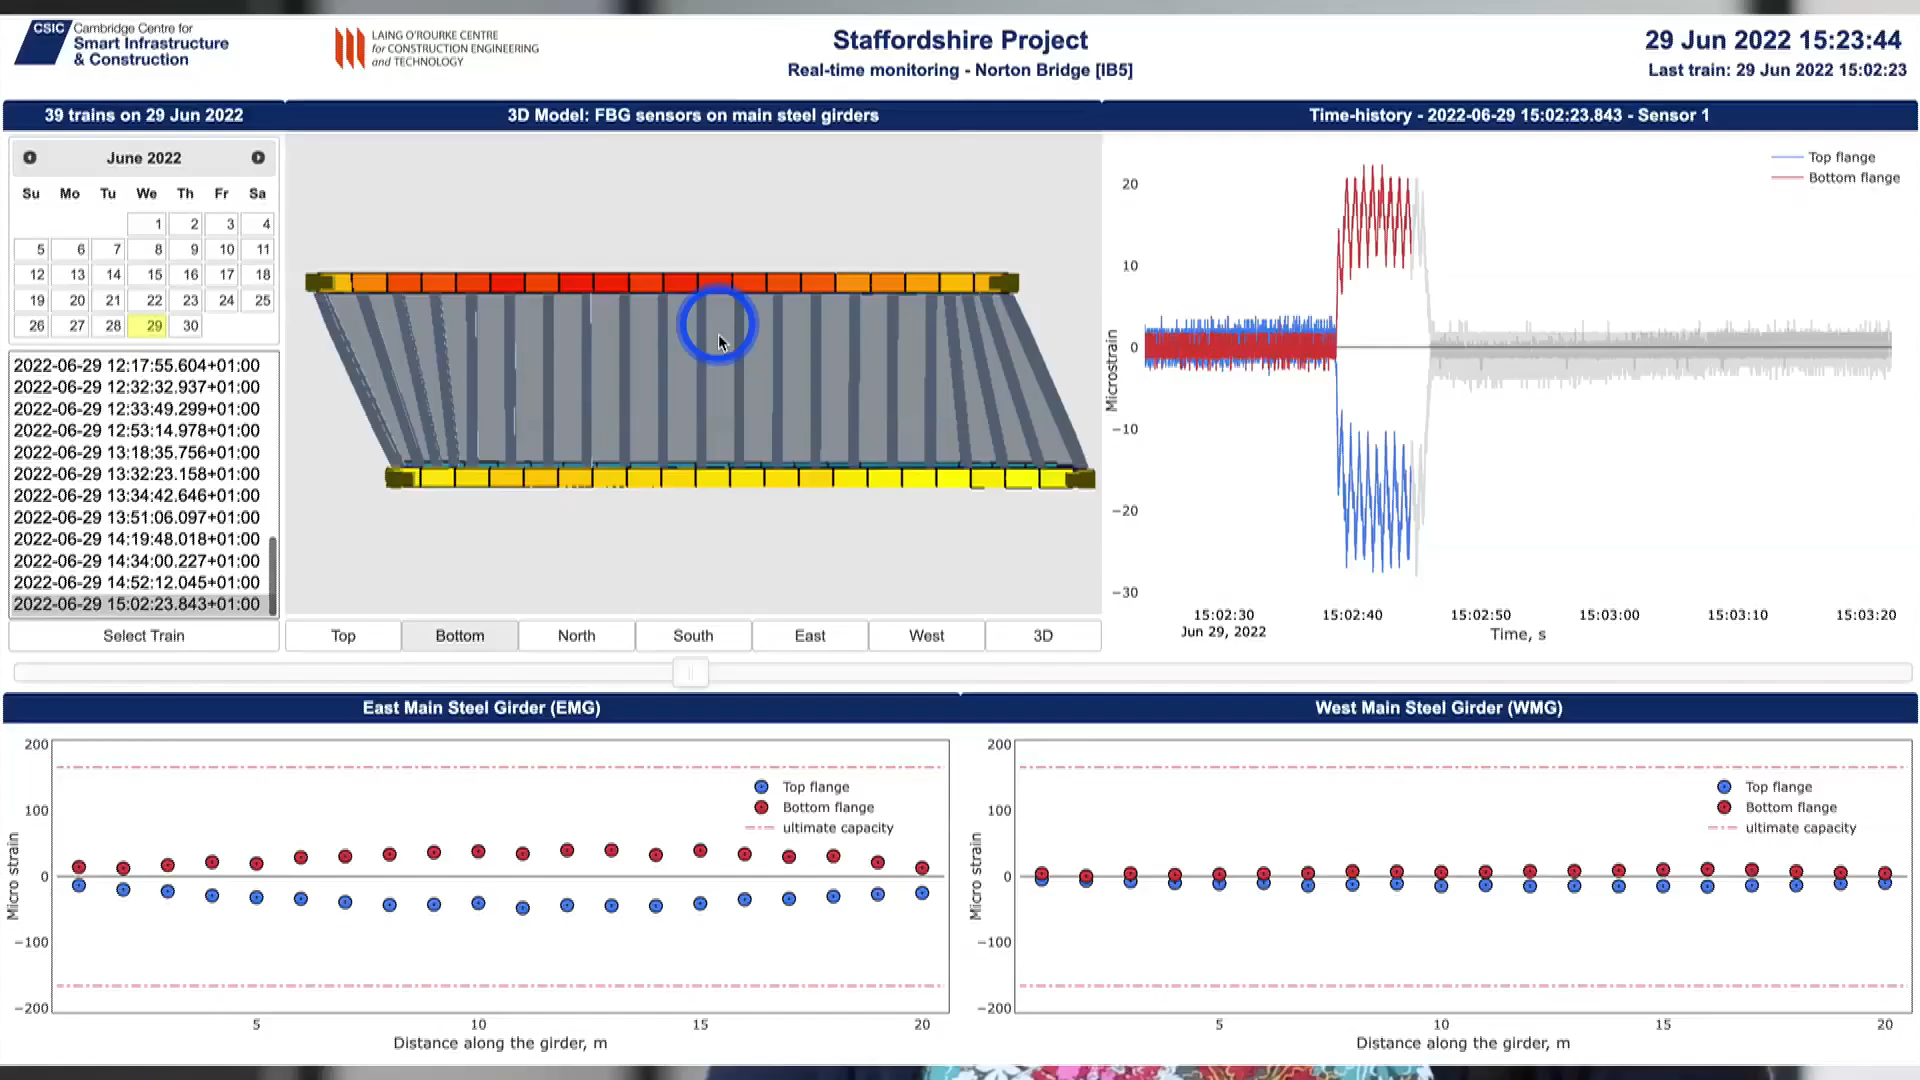 CSIC
Cambridge Centre for
Smart Infrastructure
& Construction
LAING O'ROURKE CENTRE
for CONSTRUCTION ENGINEERING
and TECHNOLOGY
Staffordshire Project
Real-time monitoring - Norton Bridge [IB5]
29 Jun 2022 15:23:44
Last train: 29 Jun 2022 15:02:23
39 trains on 29 Jun 2022
June 2022
Su Mo Tu We Th Fr Sa
1 2 3 4
5 6 7 8 9 10 11
12 13 14 15 16 17 18
19 20 21 22 23 24 25
26 27 28 29 30
2022-06-29 12:17:55.604+01:00
2022-06-29 12:32:32.937+01:00
2022-06-29 12:33:49.299+01:00
2022-06-29 12:53:14.978+01:00
2022-06-29 13:18:35.756+01:00
2022-06-29 13:32:23.158+01:00
2022-06-29 13:34:42.646+01:00
2022-06-29 13:51:06.097+01:00
2022-06-29 14:19:48.018+01:00
2022-06-29 14:34:00.227+01:00
2022-06-29 14:52:12.045+01:00
2022-06-29 15:02:23.843+01:00
Select Train
3D Model: FBG sensors on main steel girders
Top Bottom North South East West 3D
Time-history - 2022-06-29 15:02:23.843 - Sensor 1
Top flange
Bottom flange
20
10
0
−10
−20
−30
Microstrain
15:02:30 15:02:40 15:02:50 15:03:00 15:03:10 15:03:20
Jun 29, 2022
Time, s
East Main Steel Girder (EMG)
200
100
0
−100
−200
Micro strain
Top flange
Bottom flange
ultimate capacity
5 10 15 20
Distance along the girder, m
West Main Steel Girder (WMG)
200
100
0
−100
−200
Micro strain
Top flange
Bottom flange
ultimate capacity
5 10 15 20
Distance along the girder, m